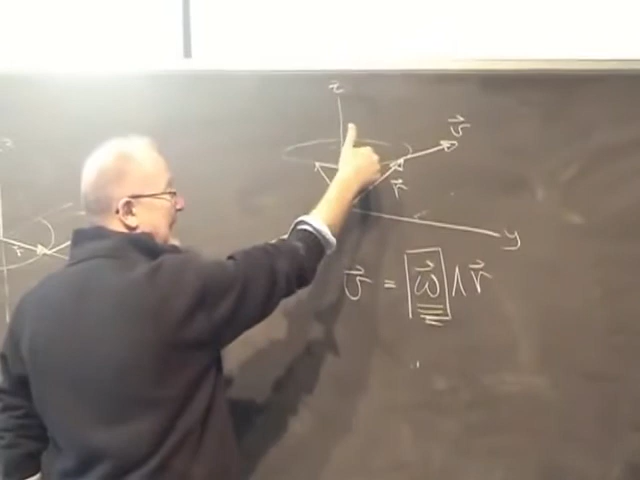 z
v⃗
r⃗
y
v⃗ = ω⃗ ∧ r⃗